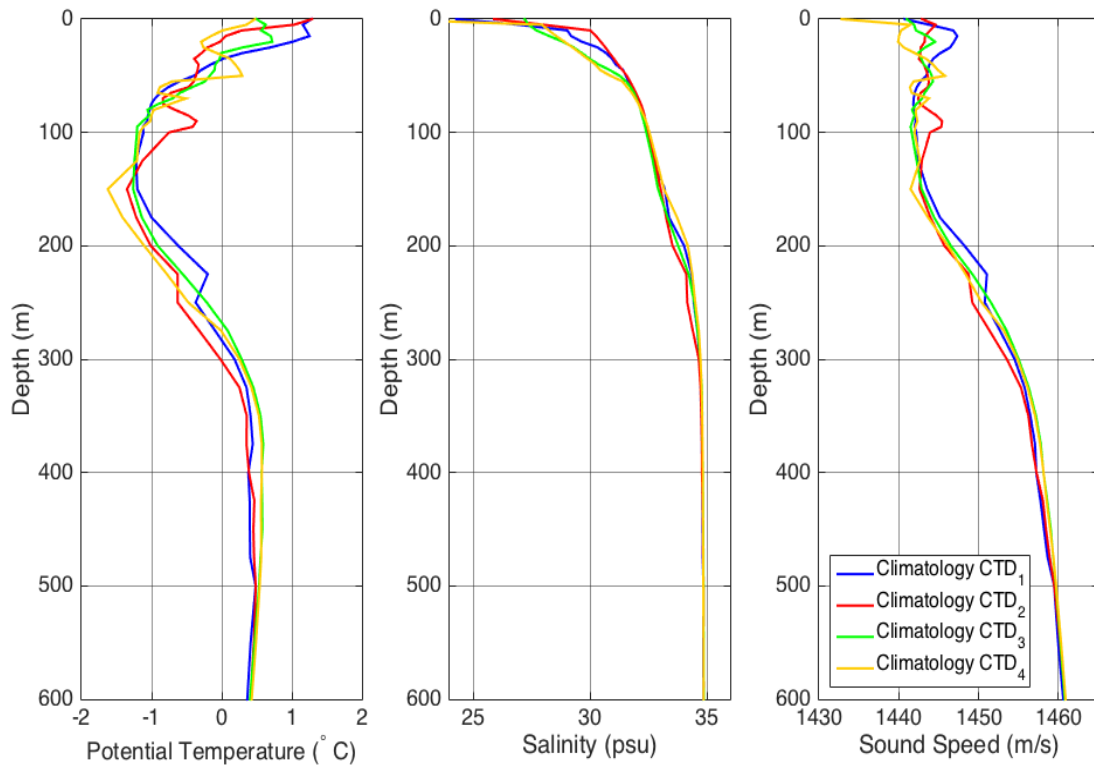 0
100
200
300
400
500
600
Depth (m)
-2 -1 0 1 2
Potential Temperature (° C)
0
100
200
300
400
500
600
Depth (m)
25 30 35
Salinity (psu)
0
100
200
300
400
500
600
Depth (m)
1430 1440 1450 1460
Sound Speed (m/s)
Climatology CTD₁
Climatology CTD₂
Climatology CTD₃
Climatology CTD₄